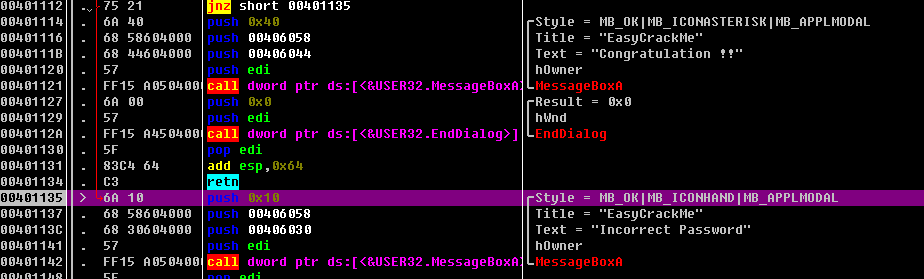 00401112 . 75 21 jnz short 00401135
00401114 . 6A 40 push 0x40 Style = MB_OK|MB_ICONASTERISK|MB_APPLMODAL
00401116 . 68 58604000 push 00406058 Title = "EasyCrackMe"
0040111B . 68 44604000 push 00406044 Text = "Congratulation !!"
00401120 . 57 push edi hOwner
00401121 . FF15 A0504000 call dword ptr ds:[<&USER32.MessageBoxA> MessageBoxA
00401127 . 6A 00 push 0x0 Result = 0x0
00401129 . 57 push edi hWnd
0040112A . FF15 A4504000 call dword ptr ds:[<&USER32.EndDialog>] EndDialog
00401130 . 5F pop edi
00401131 . 83C4 64 add esp,0x64
00401134 . C3 retn
00401135 > 6A 10 push 0x10 Style = MB_OK|MB_ICONHAND|MB_APPLMODAL
00401137 . 68 58604000 push 00406058 Title = "EasyCrackMe"
0040113C . 68 30604000 push 00406030 Text = "Incorrect Password"
00401141 . 57 push edi hOwner
00401142 . FF15 A0504000 call dword ptr ds:[<&USER32.MessageBoxA> MessageBoxA
00401148 . 5F pop edi